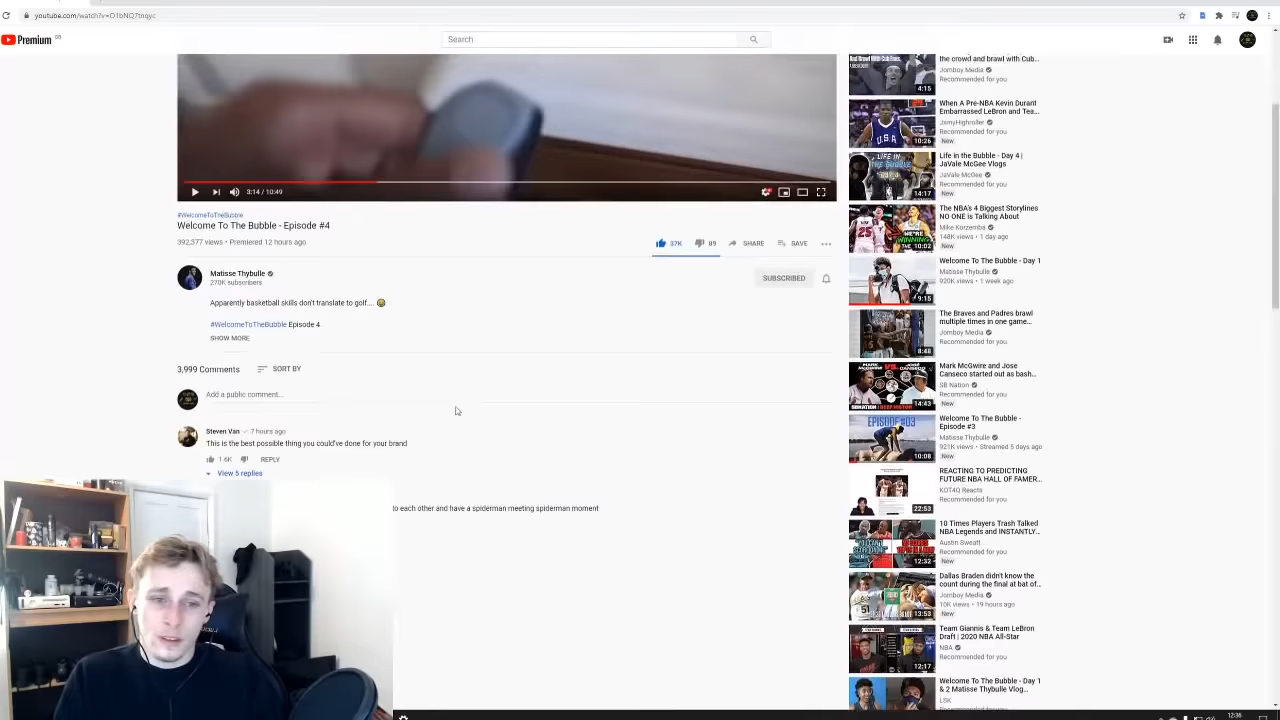 youtube.com/watch?v=D1bNQ7tnqyc
Premium
Search
3:14 / 10:49
#WelcomeToTheBubble
Welcome To The Bubble - Episode #4
392,377 views • Premiered 12 hours ago
37K
89
SHARE
SAVE
Matisse Thybulle
270K subscribers
SUBSCRIBED
Apparently basketball skills don't translate to golf....
#WelcomeToTheBubble Episode 4
SHOW MORE
3,999 Comments
SORT BY
Add a public comment...
Steven Van
7 hours ago
This is the best possible thing you could've done for your brand
1.6K
REPLY
View 5 replies
to each other and have a spiderman meeting spiderman moment
the crowd and brawl with Cub...
Jomboy Media
Recommended for you
4:15
When A Pre-NBA Kevin Durant
Embarrassed LeBron and Tea...
JxmyHighroller
Recommended for you
New
U.S.A
10:26
Life in the Bubble - Day 4 |
JaVale McGee Vlogs
JaVale McGee
Recommended for you
New
LIFE IN
THE BUBBLE
14:17
The NBA's 4 Biggest Storylines
NO ONE is Talking About
Mike Korzemba
148K views • 1 day ago
New
25
WE'RE
WINNING
10:02
Welcome To The Bubble - Day 1
Matisse Thybulle
920K views • 1 week ago
9:15
The Braves and Padres brawl
multiple times in one game...
Jomboy Media
Recommended for you
8:48
Mark McGwire and Jose
Canseco started out as bash...
SB Nation
Recommended for you
New
14:43
Welcome To The Bubble -
Episode #3
Matisse Thybulle
921K views • Streamed 5 days ago
New
EPISODE #03
10:08
REACTING TO PREDICTING
FUTURE NBA HALL OF FAMER...
KOT4Q Reacts
Recommended for you
22:53
10 Times Players Trash Talked
NBA Legends and INSTANTLY...
Austin Sweatt
Recommended for you
New
12:32
Dallas Braden didn't know the
count during the final at bat of...
Jomboy Media
10K views • 19 hours ago
New
13:53
Team Giannis & Team LeBron
Draft | 2020 NBA All-Star
NBA
Recommended for you
12:17
Welcome To The Bubble - Day 1
& 2 Matisse Thybulle Vlog...
LSK
12:36